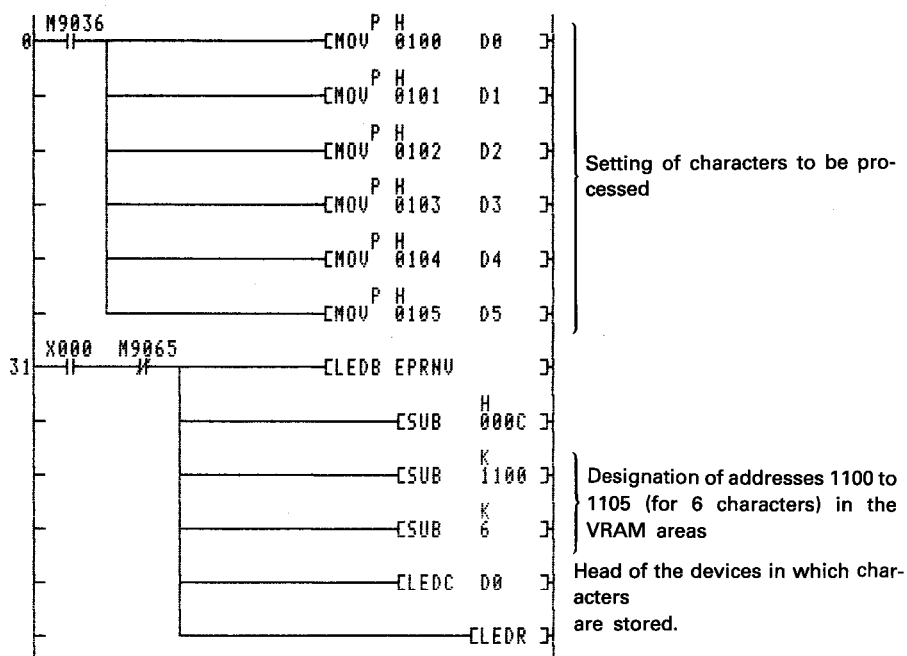 M9036
P H
0 [MOV 0100 D0 ]
P H
[MOV 0101 D1 ]
P H
[MOV 0102 D2 ]
P H
[MOV 0103 D3 ]
P H
[MOV 0104 D4 ]
P H
[MOV 0105 D5 ]
Setting of characters to be pro-
cessed
X000 M9065
31 [LEDB EPRNV ]
H
[SUB 000C ]
K
[SUB 1100 ]
K
[SUB 6 ]
Designation of addresses 1100 to
1105 (for 6 characters) in the
VRAM areas
[LEDC D0 ]
Head of the devices in which char-
acters
are stored.
[LEDR ]